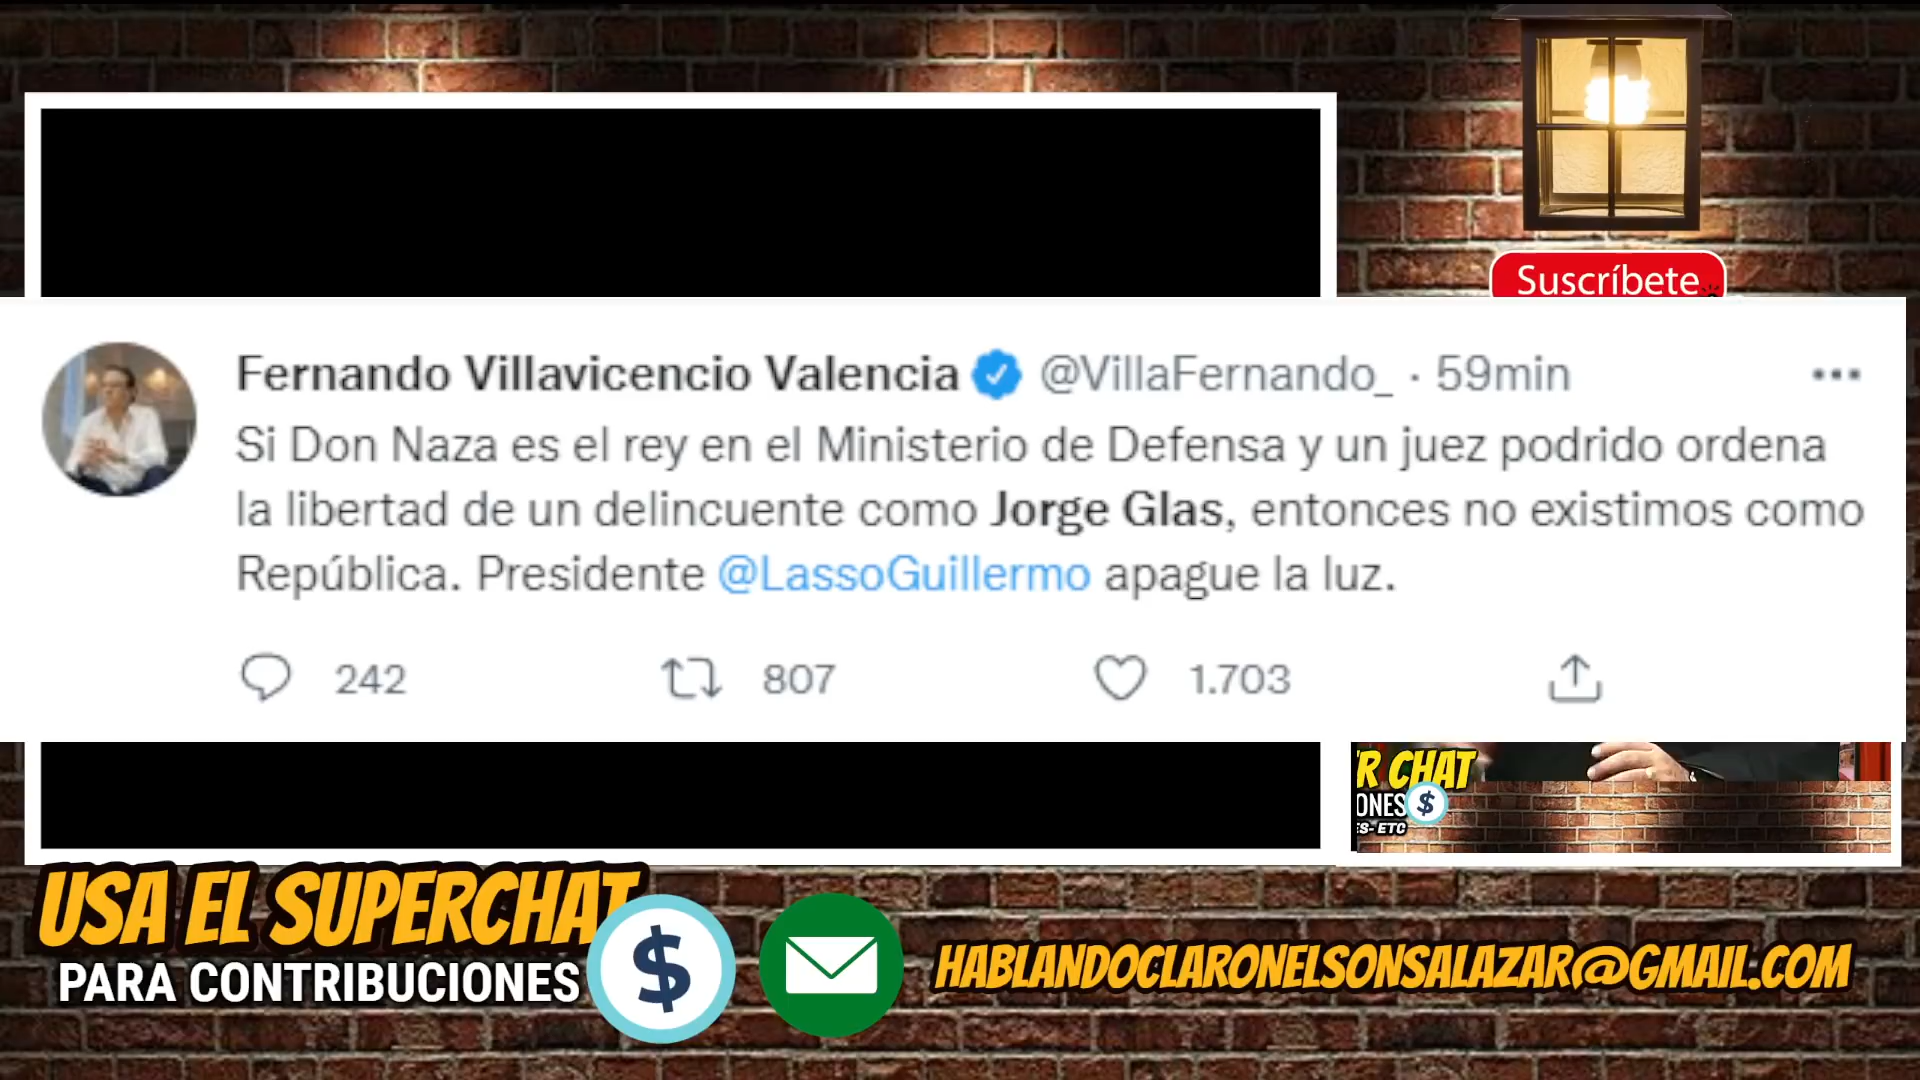 Suscríbete
Fernando Villavicencio Valencia @VillaFernando_ · 59min
Si Don Naza es el rey en el Ministerio de Defensa y un juez podrido ordena
la libertad de un delincuente como Jorge Glas, entonces no existimos como
República. Presidente @LassoGuillermo apague la luz.
242 807 1.703
R CHAT
ONES $
ES- ETC
USA EL SUPERCHAT
PARA CONTRIBUCIONES $
HABLANDOCLARONELSONSALAZAR@GMAIL.COM